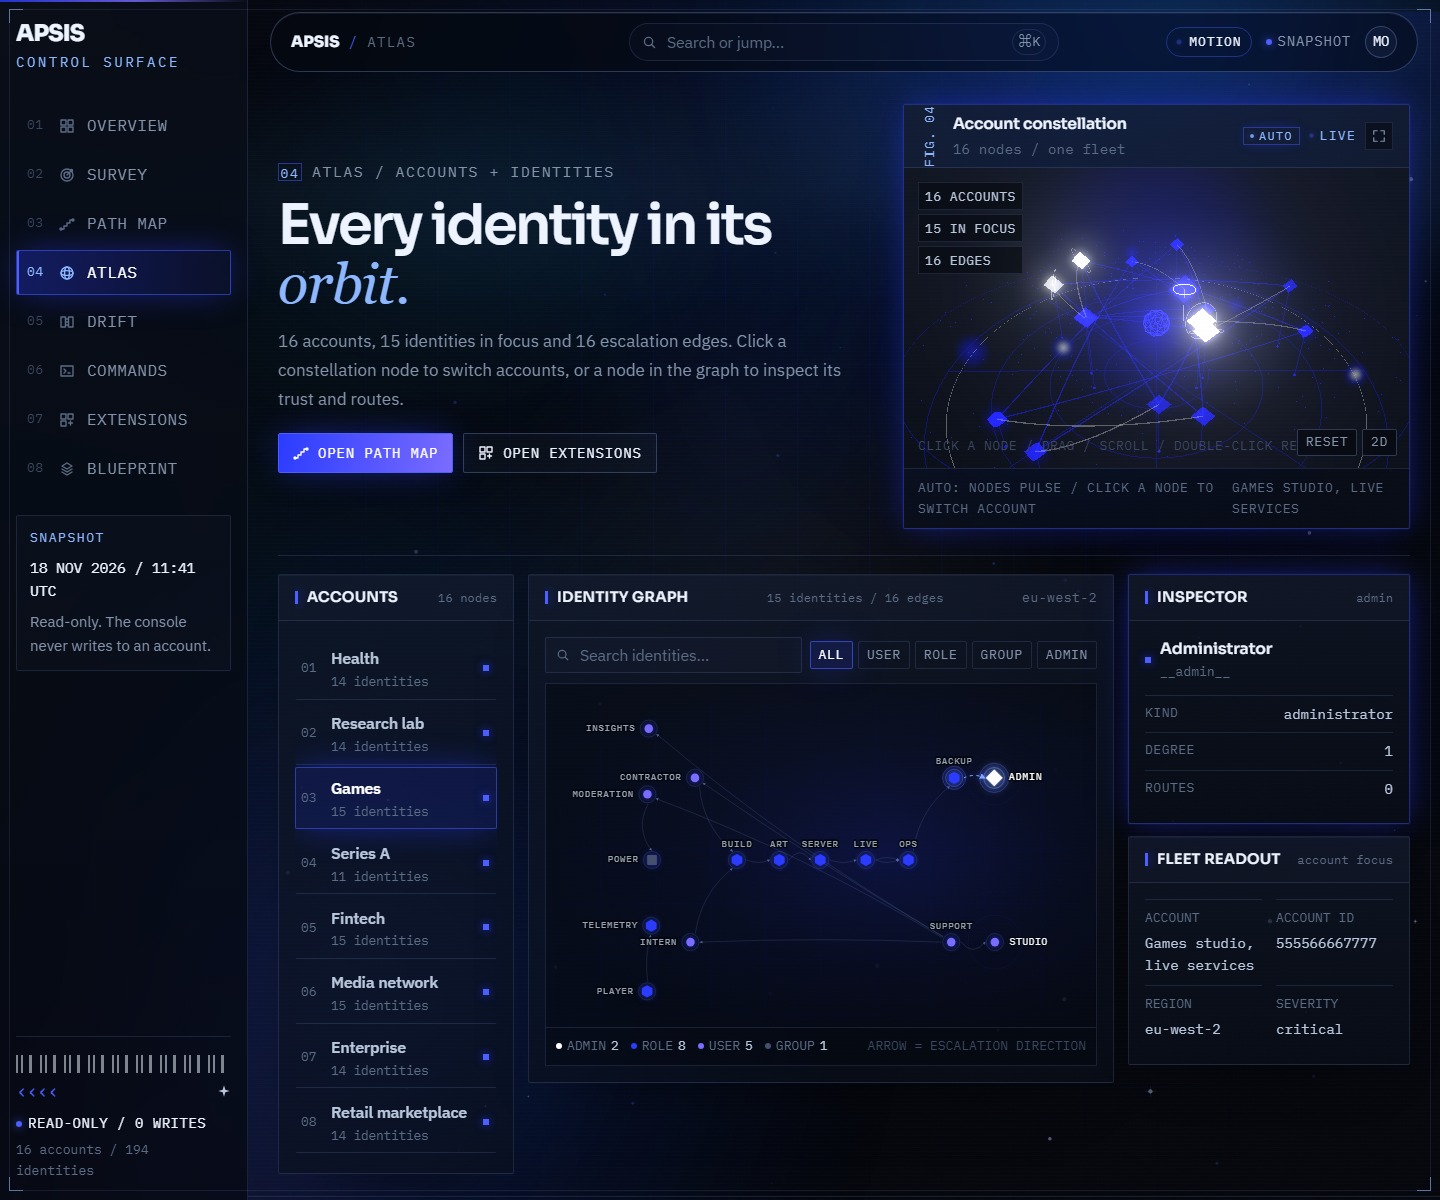 APSIS
CONTROL SURFACE
01 OVERVIEW
02 SURVEY
03 PATH MAP
04 ATLAS
05 DRIFT
06 COMMANDS
07 EXTENSIONS
08 BLUEPRINT
SNAPSHOT
18 NOV 2026 / 11:41
UTC
Read-only. The console
never writes to an account.
READ-ONLY / 0 WRITES
16 accounts / 194
identities
APSIS / ATLAS
Search or jump...
⌘K
MOTION
SNAPSHOT
MO
04 ATLAS / ACCOUNTS + IDENTITIES
Every identity in its
orbit.
16 accounts, 15 identities in focus and 16 escalation edges. Click a
constellation node to switch accounts, or a node in the graph to inspect its
trust and routes.
OPEN PATH MAP
OPEN EXTENSIONS
FIG. 04
Account constellation
16 nodes / one fleet
AUTO
LIVE
16 ACCOUNTS
15 IN FOCUS
16 EDGES
CLICK A NODE / DRAG / SCROLL / DOUBLE-CLICK RE
RESET
2D
AUTO: NODES PULSE / CLICK A NODE TO
SWITCH ACCOUNT
GAMES STUDIO, LIVE
SERVICES
ACCOUNTS
16 nodes
01 Health
14 identities
02 Research lab
14 identities
03 Games
15 identities
04 Series A
11 identities
05 Fintech
15 identities
06 Media network
15 identities
07 Enterprise
14 identities
08 Retail marketplace
14 identities
IDENTITY GRAPH
15 identities / 16 edges
eu-west-2
Search identities...
ALL
USER
ROLE
GROUP
ADMIN
INSIGHTS
CONTRACTOR
MODERATION
BACKUP
ADMIN
POWER
BUILD
ART
SERVER
LIVE
OPS
TELEMETRY
INTERN
SUPPORT
STUDIO
PLAYER
ADMIN 2
ROLE 8
USER 5
GROUP 1
ARROW = ESCALATION DIRECTION
INSPECTOR
admin
Administrator
__admin__
KIND administrator
DEGREE 1
ROUTES 0
FLEET READOUT
account focus
ACCOUNT
Games studio,
live services
ACCOUNT ID
555566667777
REGION
eu-west-2
SEVERITY
critical